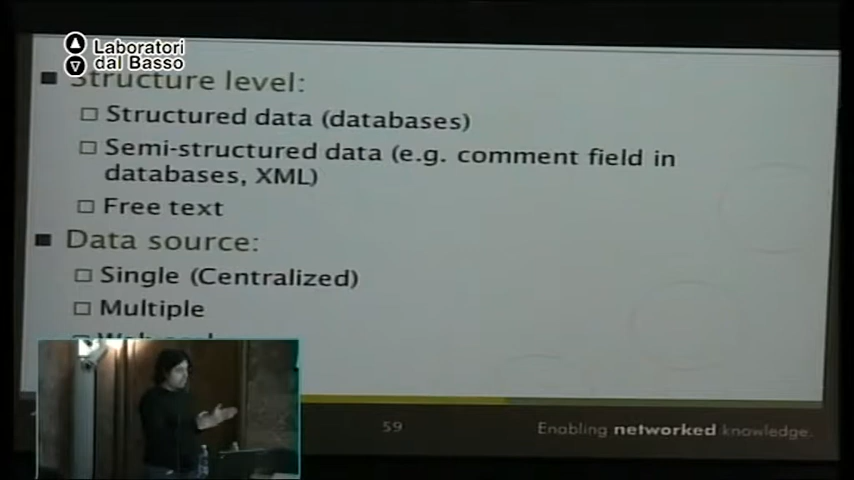 Laboratori
dal Basso
Structure level:
Structured data (databases)
Semi-structured data (e.g. comment field in
databases, XML)
Free text
Data source:
Single (Centralized)
Multiple
59
Enabling networked knowledge.